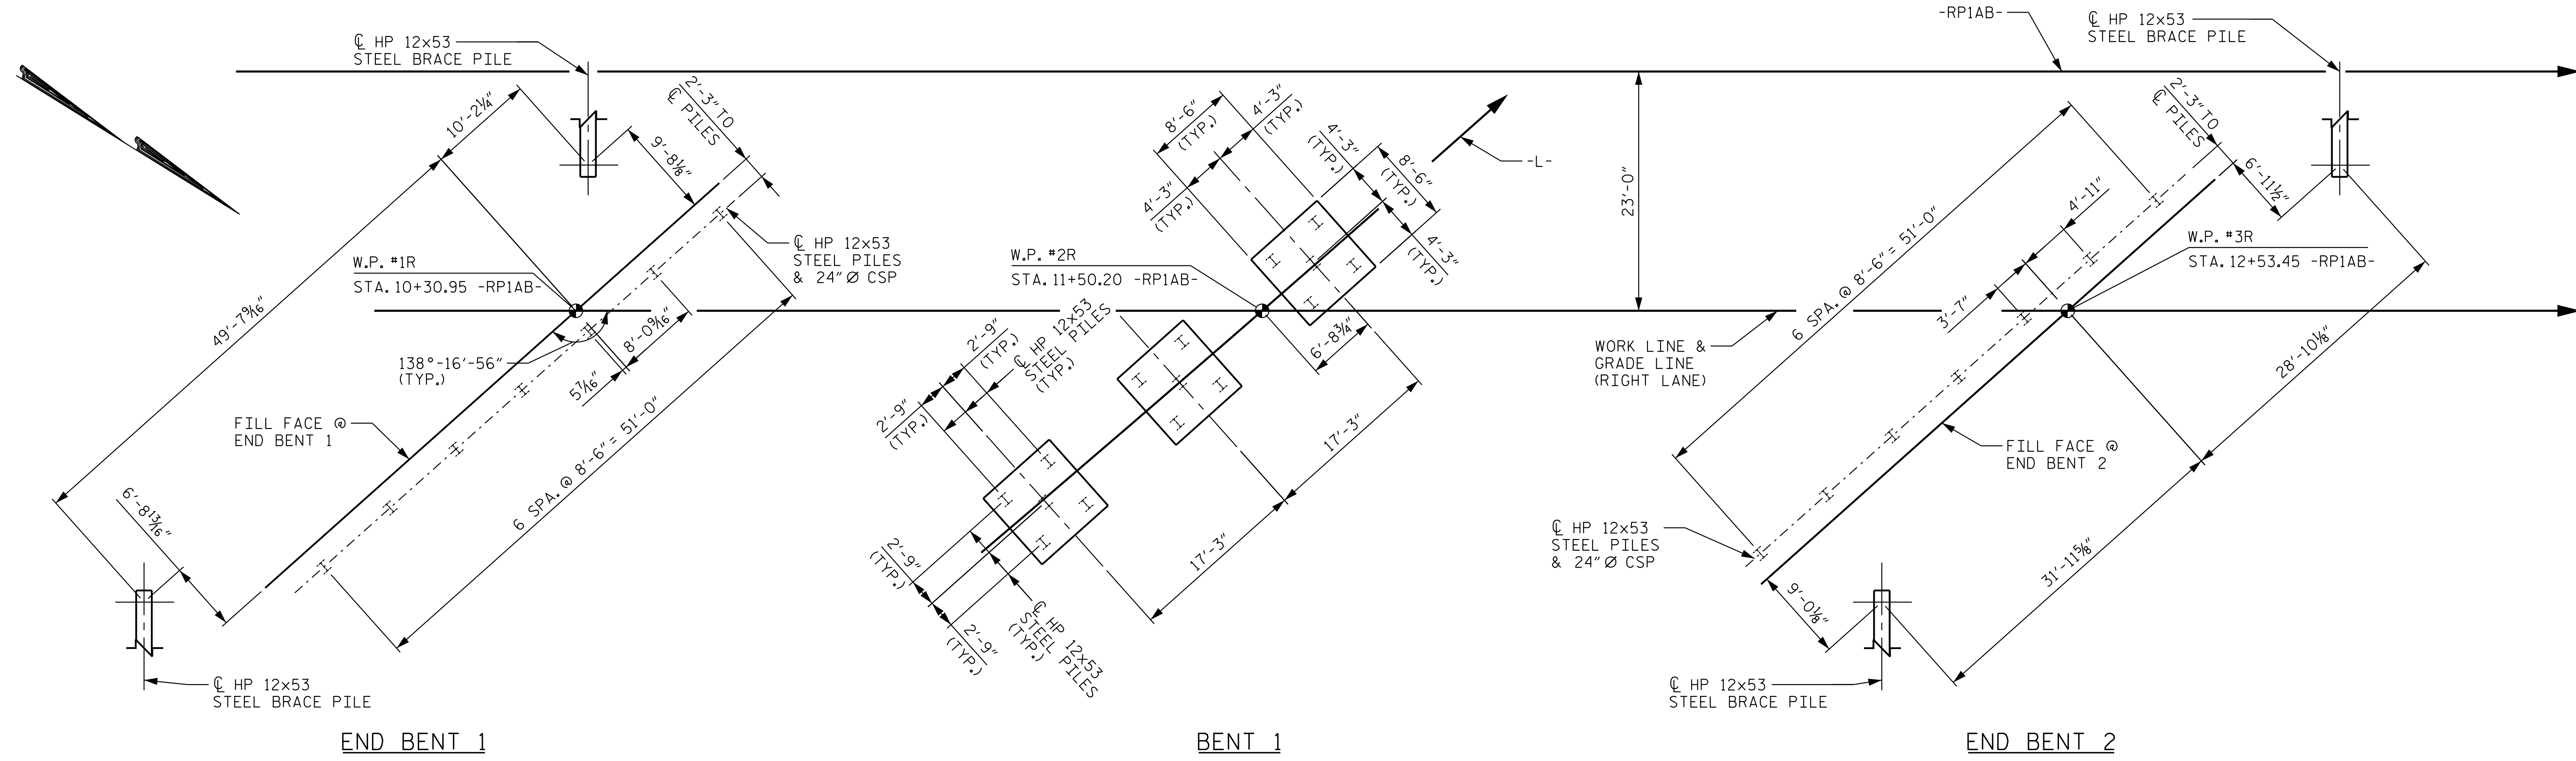 -RP1AB-
℄ HP 12x53
STEEL BRACE PILE
℄ HP 12x53
STEEL BRACE PILE
10'-2¼"
2'-3" TO
℄ PILES
9'-8⅛"
8'-6"
(TYP.)
4'-3"
(TYP.)
4'-3"
(TYP.)
8'-6"
(TYP.)
4'-3"
(TYP.)
4'-3"
(TYP.)
-L-
23'-0"
2'-3" TO
℄ PILES
6'-11½"
4'-11"
3'-7"
6 SPA. @ 8'-6" = 51'-0"
W.P. #1R
STA. 10+30.95 -RP1AB-
℄ HP 12x53
STEEL PILES
& 24" Ø CSP
W.P. #2R
STA. 11+50.20 -RP1AB-
W.P. #3R
STA. 12+53.45 -RP1AB-
49'-7⁹⁄₁₆"
138°-16'-56"
(TYP.)
8'-0⁹⁄₁₆"
5⁷⁄₁₆"
6 SPA. @ 8'-6" = 51'-0"
FILL FACE @
END BENT 1
6'-8¹³⁄₁₆"
℄ HP 12x53
STEEL BRACE PILE
2'-9"
(TYP.)
℄ HP 12x53
STEEL PILES
(TYP.)
2'-9"
(TYP.)
6'-8¾"
17'-3"
17'-3"
2'-9"
(TYP.)
2'-9"
(TYP.)
℄ HP 12x53
STEEL PILES
(TYP.)
WORK LINE &
GRADE LINE
(RIGHT LANE)
28'-10⅛"
FILL FACE @
END BENT 2
31'-11⅝"
℄ HP 12x53
STEEL PILES
& 24" Ø CSP
9'-0⅛"
℄ HP 12x53
STEEL BRACE PILE
END BENT 1
BENT 1
END BENT 2